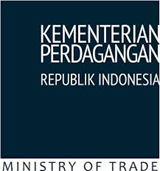 KEMENTERIAN
PERDAGANGAN
REPUBLIK INDONESIA
MINISTRY OF TRADE